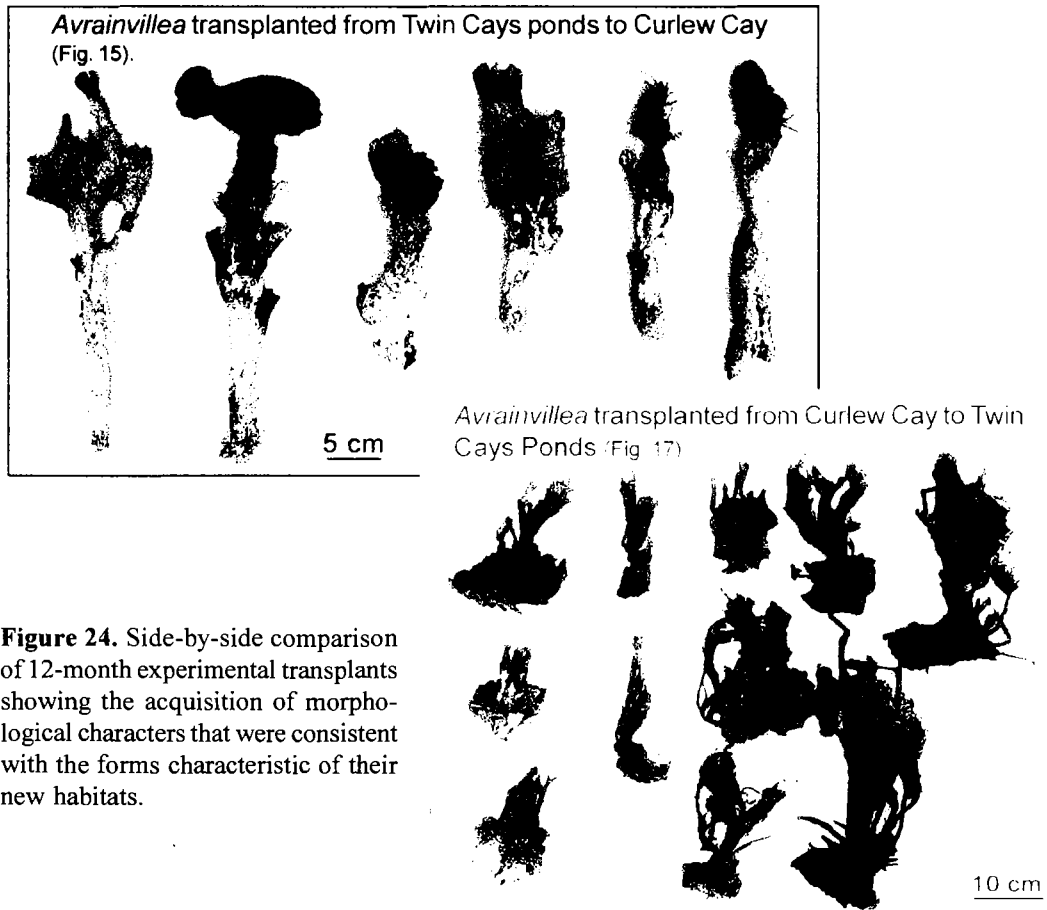 Avrainvillea transplanted from Twin Cays ponds to Curlew Cay
(Fig. 15).
5 cm
Avrainvillea transplanted from Curlew Cay to Twin
Cays Ponds (Fig. 17)
Figure 24. Side-by-side comparison
of 12-month experimental transplants
showing the acquisition of morpho-
logical characters that were consistent
with the forms characteristic of their
new habitats.
10 cm